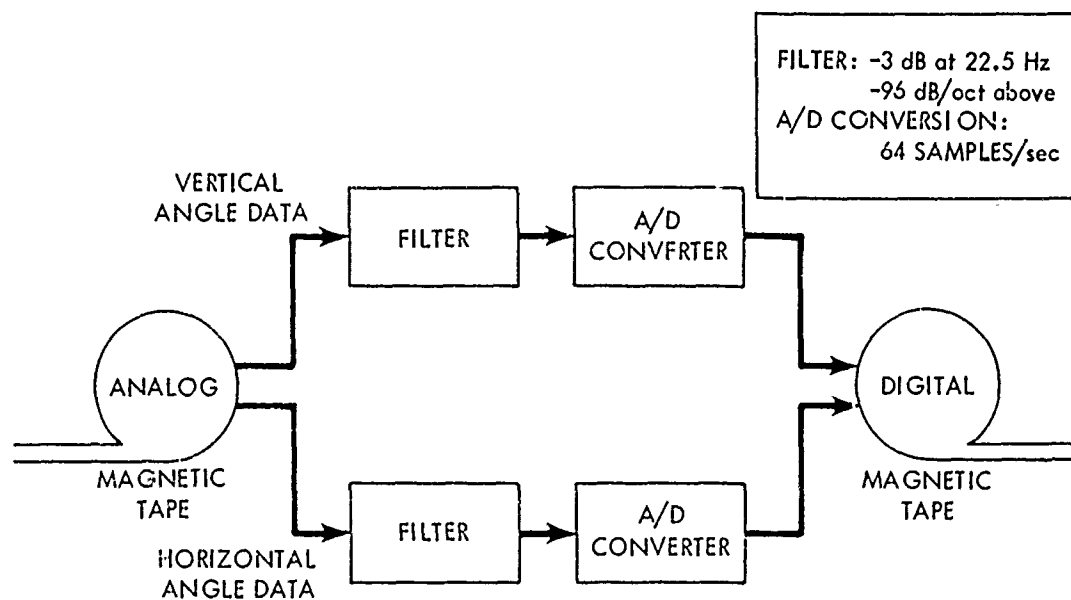 FILTER: -3 dB at 22.5 Hz
-96 dB/oct above
A/D CONVERSION:
64 SAMPLES/sec
VERTICAL
ANGLE DATA
FILTER
A/D
CONVFRTER
ANALOG
MAGNETIC
TAPE
DIGITAL
MAGNETIC
TAPE
FILTER
A/D
CONVERTER
HORIZONTAL
ANGLE DATA